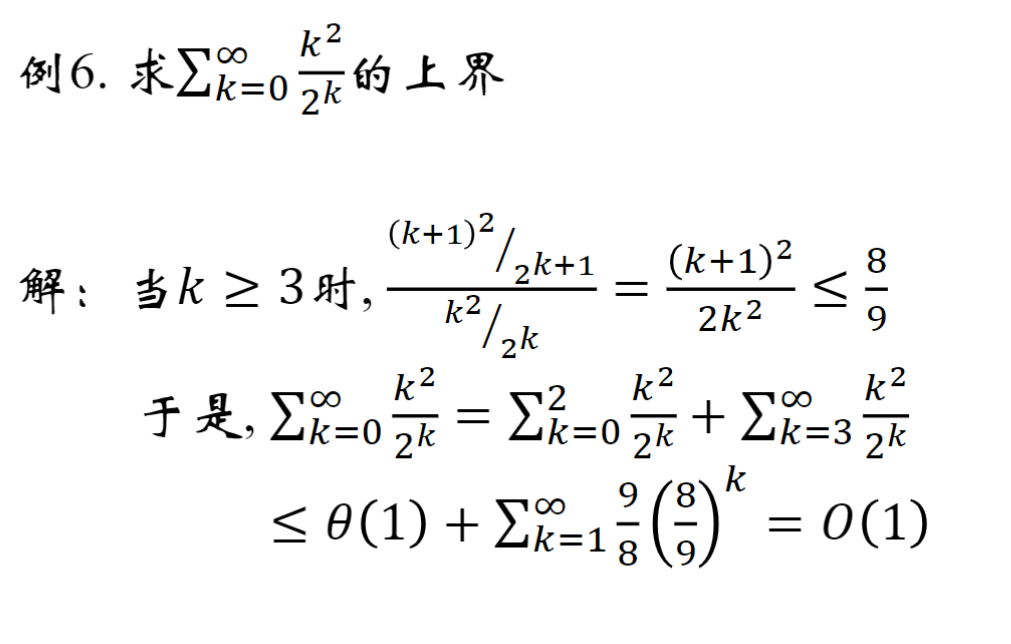 例6. 求∑_{k=0}^{∞} k²/2^k 的上界
解：当k ≥ 3时, ((k+1)²/2^{k+1})/(k²/2^k) = (k+1)²/(2k²) ≤ 8/9
于是, ∑_{k=0}^{∞} k²/2^k = ∑_{k=0}^{2} k²/2^k + ∑_{k=3}^{∞} k²/2^k
≤ θ(1) + ∑_{k=1}^{∞} 9/8 (8/9)^k = O(1)